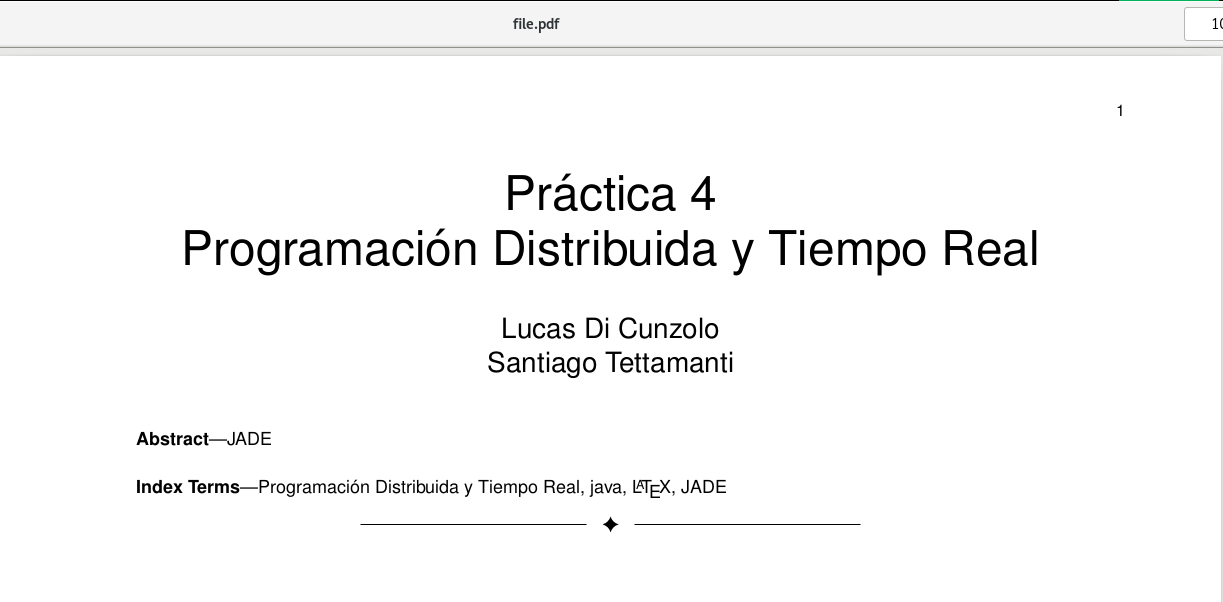 file.pdf
1
Práctica 4
Programación Distribuida y Tiempo Real
Lucas Di Cunzolo
Santiago Tettamanti
Abstract—JADE
Index Terms—Programación Distribuida y Tiempo Real, java, LATEX, JADE